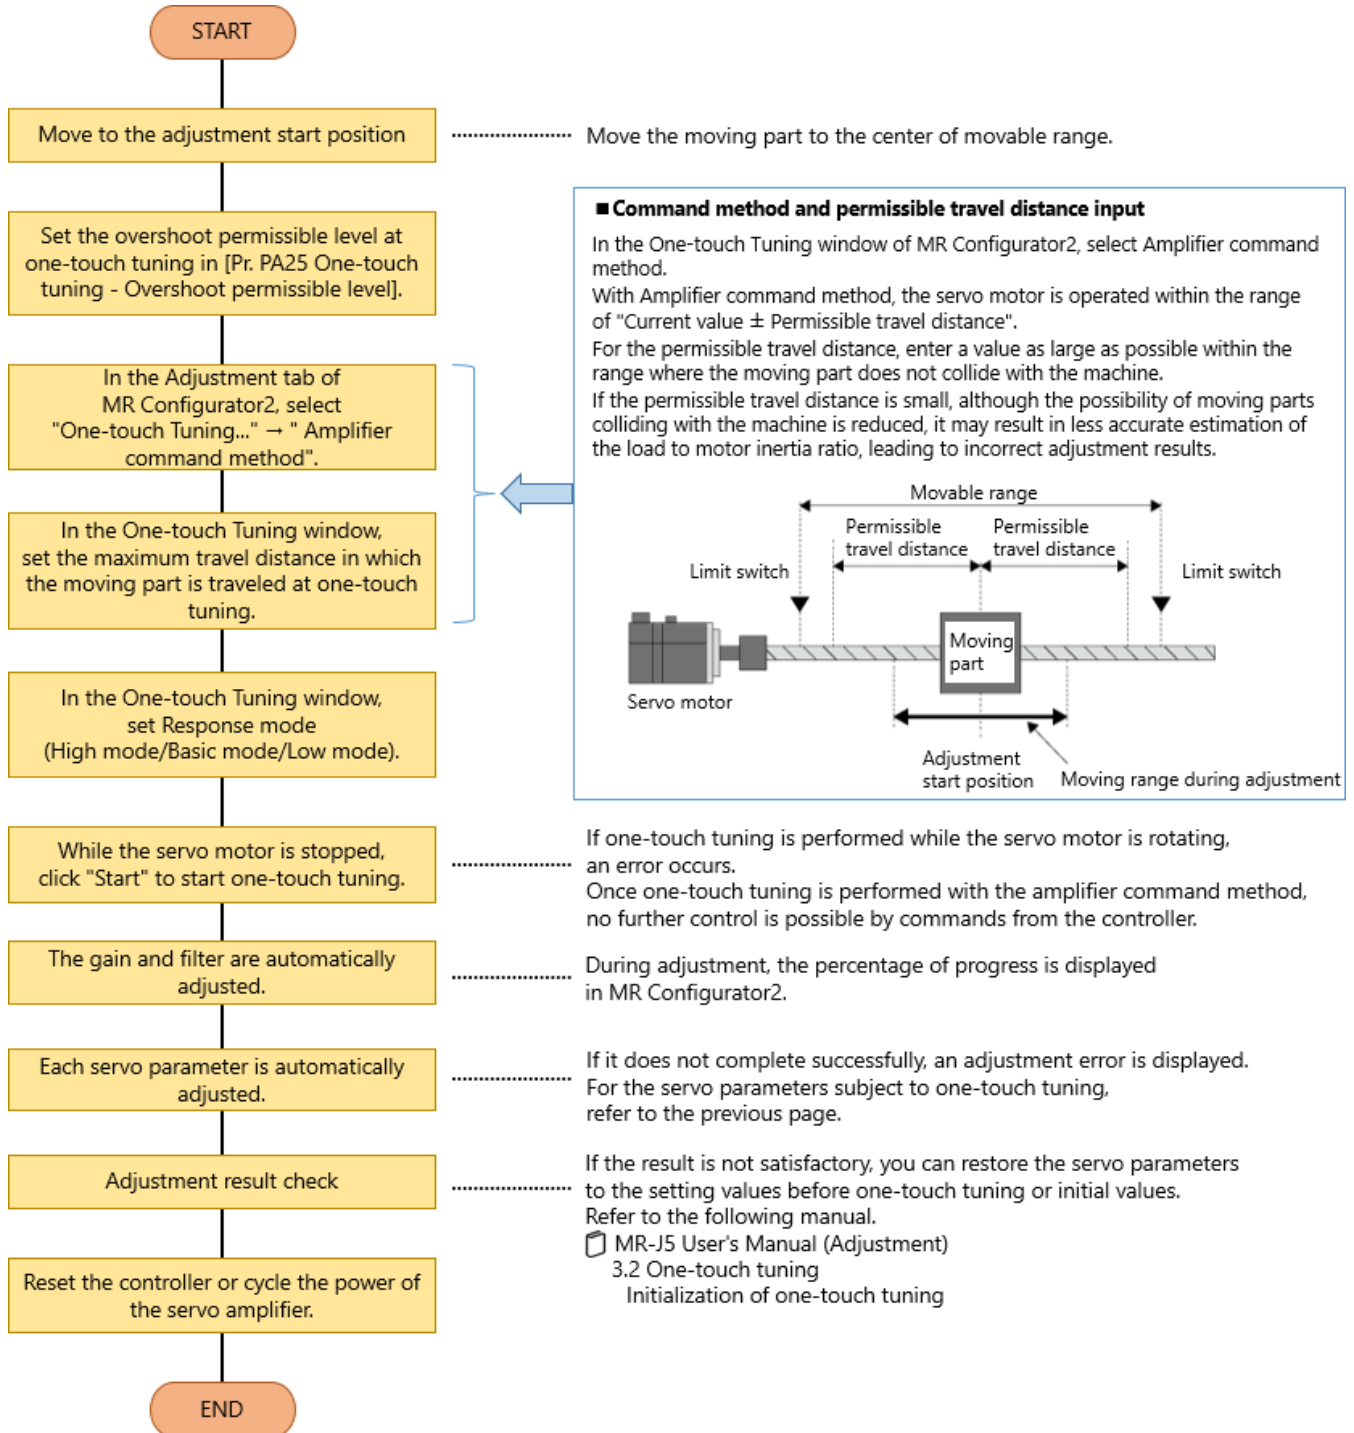 START
Move to the adjustment start position
Move the moving part to the center of movable range.
Set the overshoot permissible level at
one-touch tuning in [Pr. PA25 One-touch
tuning - Overshoot permissible level].
■ Command method and permissible travel distance input
In the One-touch Tuning window of MR Configurator2, select Amplifier command
method.
With Amplifier command method, the servo motor is operated within the range
of "Current value ± Permissible travel distance".
For the permissible travel distance, enter a value as large as possible within the
range where the moving part does not collide with the machine.
If the permissible travel distance is small, although the possibility of moving parts
colliding with the machine is reduced, it may result in less accurate estimation of
the load to motor inertia ratio, leading to incorrect adjustment results.
Movable range
Permissible
travel distance
Permissible
travel distance
Limit switch
Limit switch
Moving
part
Servo motor
Adjustment
start position
Moving range during adjustment
In the Adjustment tab of
MR Configurator2, select
"One-touch Tuning..." → " Amplifier
command method".
In the One-touch Tuning window,
set the maximum travel distance in which
the moving part is traveled at one-touch
tuning.
In the One-touch Tuning window,
set Response mode
(High mode/Basic mode/Low mode).
While the servo motor is stopped,
click "Start" to start one-touch tuning.
If one-touch tuning is performed while the servo motor is rotating,
an error occurs.
Once one-touch tuning is performed with the amplifier command method,
no further control is possible by commands from the controller.
The gain and filter are automatically
adjusted.
During adjustment, the percentage of progress is displayed
in MR Configurator2.
Each servo parameter is automatically
adjusted.
If it does not complete successfully, an adjustment error is displayed.
For the servo parameters subject to one-touch tuning,
refer to the previous page.
Adjustment result check
If the result is not satisfactory, you can restore the servo parameters
to the setting values before one-touch tuning or initial values.
Refer to the following manual.
MR-J5 User's Manual (Adjustment)
3.2 One-touch tuning
Initialization of one-touch tuning
Reset the controller or cycle the power of
the servo amplifier.
END